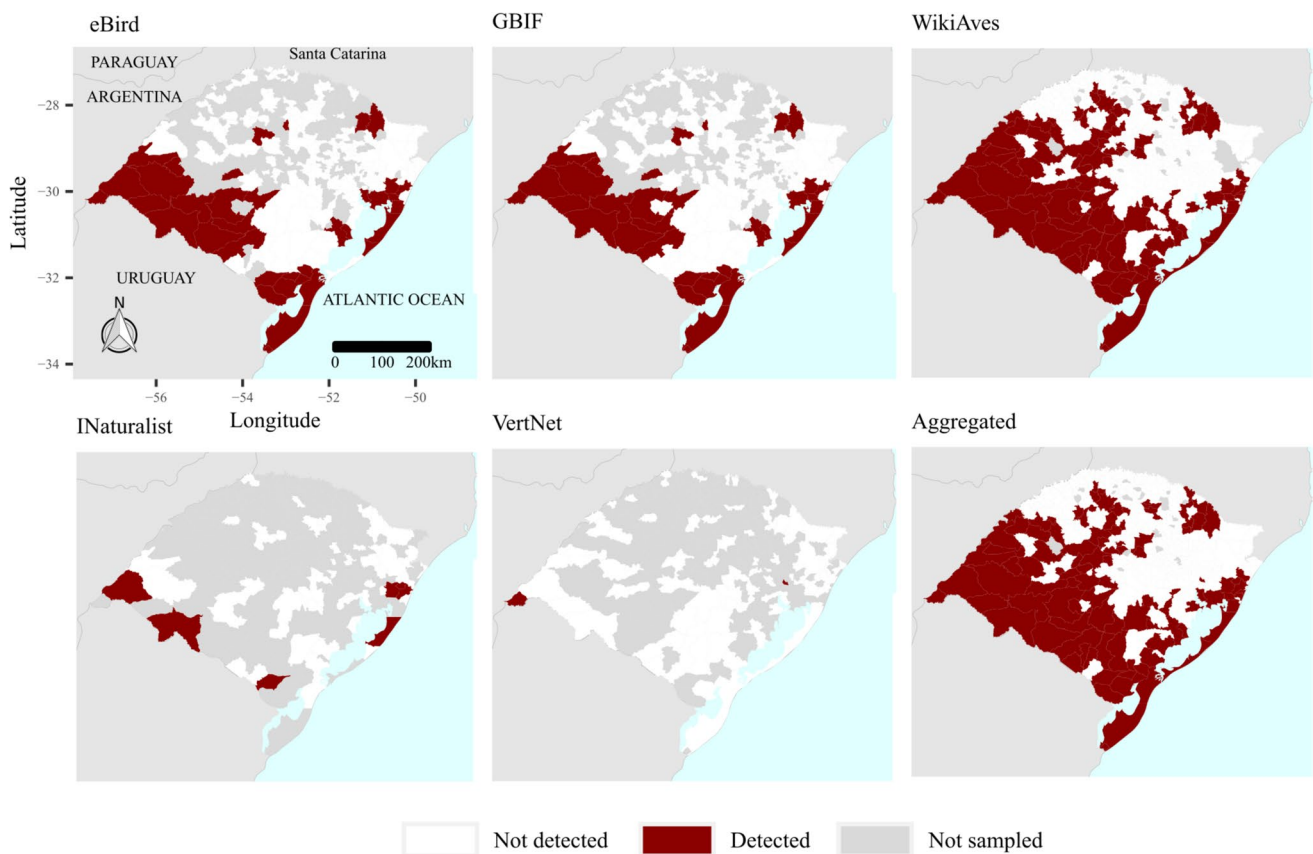 eBird
GBIF
WikiAves
PARAGUAY
Santa Catarina
ARGENTINA
URUGUAY
N
ATLANTIC OCEAN
0 100 200km
Latitude
−28
−30
−32
−34
−56 −54 −52 −50
Longitude
INaturalist
VertNet
Aggregated
Not detected Detected Not sampled